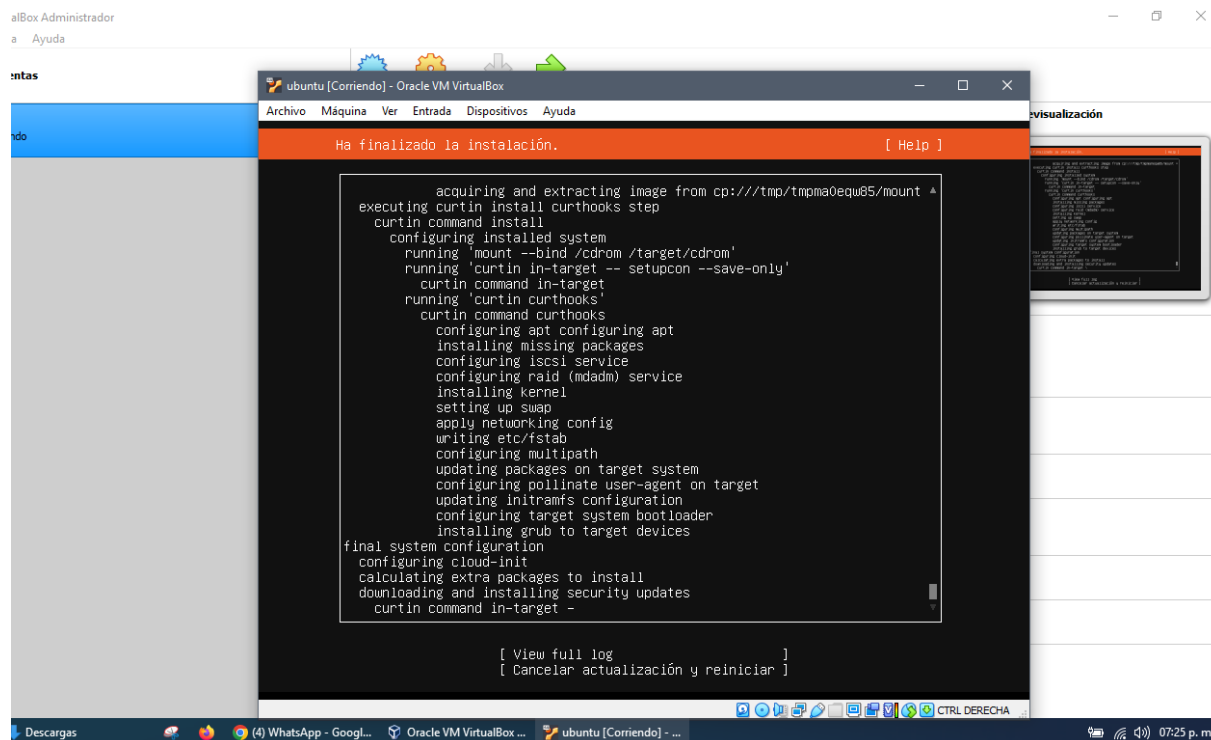 alBox Administrador
a Ayuda
entas
ndo
ubuntu [Corriendo] - Oracle VM VirtualBox
Archivo Máquina Ver Entrada Dispositivos Ayuda
evisualización
Ha finalizado la instalación. [ Help ]
acquiring and extracting image from cp:///tmp/tmpma0eqw85/mount
executing curtin install curthooks step
curtin command install
configuring installed system
running 'mount --bind /cdrom /target/cdrom'
running 'curtin in-target -- setupcon --save-only'
curtin command in-target
running 'curtin curthooks'
curtin command curthooks
configuring apt configuring apt
installing missing packages
configuring iscsi service
configuring raid (mdadm) service
installing kernel
setting up swap
apply networking config
writing etc/fstab
configuring multipath
updating packages on target system
configuring pollinate user-agent on target
updating initramfs configuration
configuring target system bootloader
installing grub to target devices
final system configuration
configuring cloud-init
calculating extra packages to install
downloading and installing security updates
curtin command in-target -
[ View full log ]
[ Cancelar actualización y reiniciar ]
CTRL DERECHA
Descargas (4) WhatsApp - Googl... Oracle VM VirtualBox ... ubuntu [Corriendo] - ... 07:25 p. m